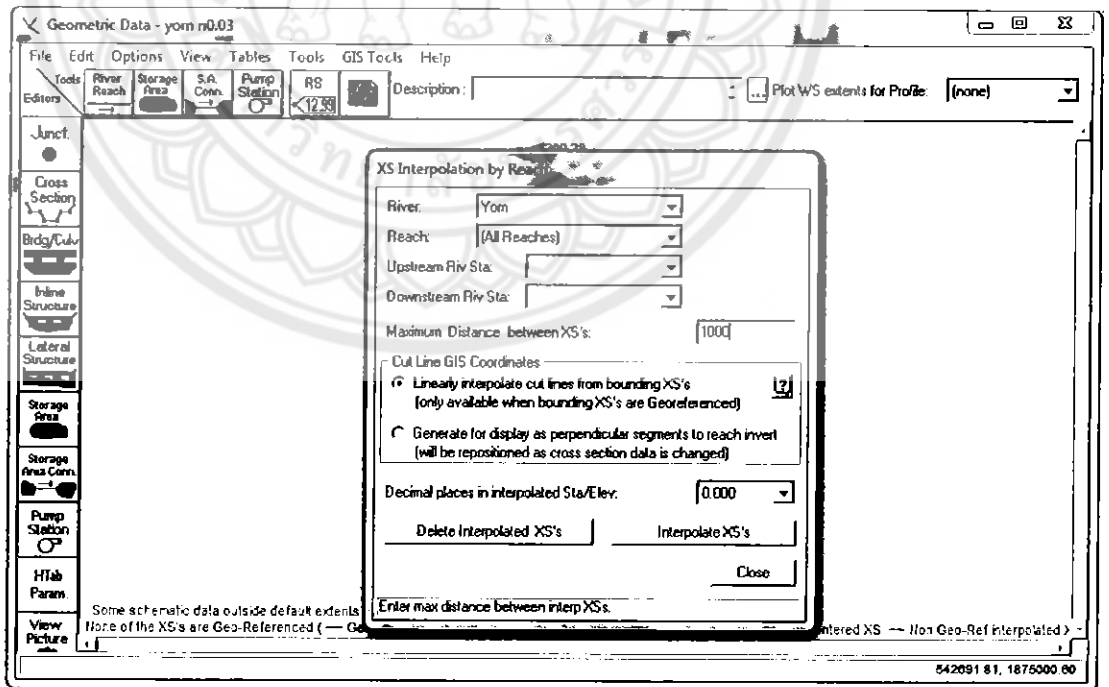 Geometric Data - yom n0.03
File Edit Options View Tables Tools GIS Tools Help
Tools
Editors
River Reach
Storage Area
S.A. Conn.
Pump Station
RS
12.99
Description :
...
Plot WS extents for Profile:
(none)
Junct.
Cross Section
Brdg/Culv
Inline Structure
Lateral Structure
Storage Area
Storage Area Conn.
Pump Station
HTab Param.
View Picture
XS Interpolation by Reach
River: Yom
Reach: (All Reaches)
Upstream Riv Sta:
Downstream Riv Sta:
Maximum Distance between XS's: 1000
Cut Line GIS Coordinates
Linearly interpolate cut lines from bounding XS's
(only available when bounding XS's are Georeferenced)
?
Generate for display as perpendicular segments to reach invert
(will be repositioned as cross section data is changed)
Decimal places in interpolated Sta/Elev: 0.000
Delete Interpolated XS's
Interpolate XS's
Close
Enter max distance between interp XSs.
Some schematic data outside default extents
None of the XS's are Geo-Referenced ( — Ge
ntered XS — Non Geo-Ref interpolated X
542691.81, 1875000.60